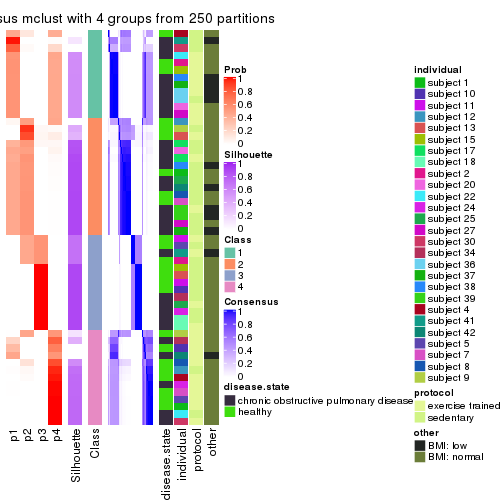 sus mclust with 4 groups from 250 partitions
p1
p2
p3
p4
Silhouette
Class
disease.state
individual
protocol
other
Prob
1
0.8
0.6
0.4
0.2
0
Silhouette
1
0.8
0.6
0.4
0.2
0
Class
1
2
3
4
Consensus
1
0.8
0.6
0.4
0.2
0
disease.state
chronic obstructive pulmonary disease
healthy
individual
subject 1
subject 10
subject 11
subject 12
subject 13
subject 15
subject 17
subject 18
subject 2
subject 20
subject 22
subject 24
subject 25
subject 27
subject 30
subject 34
subject 36
subject 37
subject 38
subject 39
subject 4
subject 41
subject 42
subject 5
subject 7
subject 8
subject 9
protocol
exercise trained
sedentary
other
BMI: low
BMI: normal